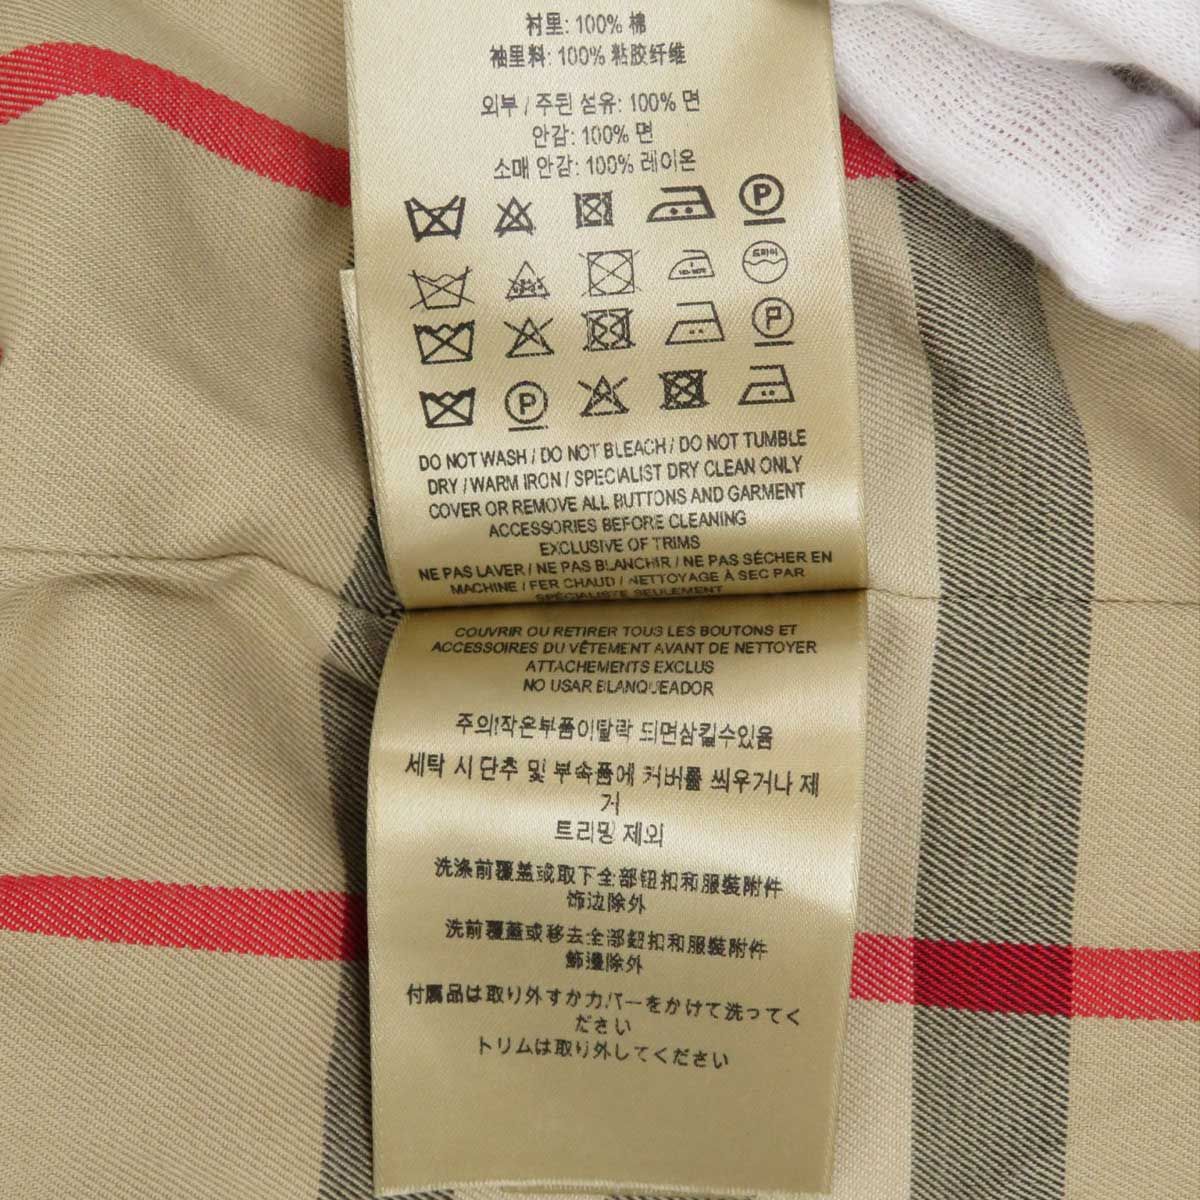 衬里: 100% 棉
袖里料: 100% 粘胶纤维
외부 / 주된 섬유: 100% 면
안감: 100% 면
소매 안감: 100% 레이온
P
드라이
P
P
DO NOT WASH / DO NOT BLEACH / DO NOT TUMBLE
DRY / WARM IRON / SPECIALIST DRY CLEAN ONLY
COVER OR REMOVE ALL BUTTONS AND GARMENT
ACCESSORIES BEFORE CLEANING
EXCLUSIVE OF TRIMS
NE PAS LAVER / NE PAS BLANCHIR / NE PAS SÉCHER EN
MACHINE / FER CHAUD / NETTOYAGE À SEC PAR
SPÉCIALISTE SEULEMENT
COUVRIR OU RETIRER TOUS LES BOUTONS ET
ACCESSOIRES DU VÊTEMENT AVANT DE NETTOYER
ATTACHEMENTS EXCLUS
NO USAR BLANQUEADOR
주의!작은부품이탈락 되면삼킬수있음
세탁 시 단추 및 부속품에 커버를 씌우거나 제
거
트리밍 제외
洗涤前覆盖或取下全部钮扣和服装附件
饰边除外
洗前覆蓋或移去全部鈕扣和服裝附件
飾邊除外
付属品は取り外すかカバーをかけて洗ってく
ださい
トリムは取り外してください